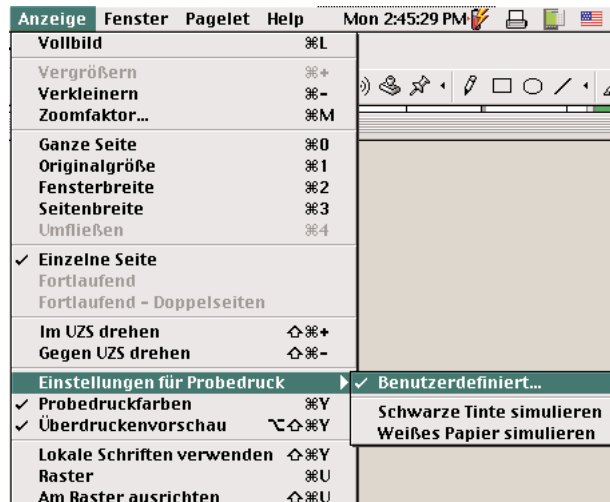 Anzeige Fenster Pagelet Help Mon 2:45:29 PM
Vollbild ⌘L
Vergrößern ⌘+
Verkleinern ⌘-
Zoomfaktor... ⌘M
Ganze Seite ⌘0
Originalgröße ⌘1
Fensterbreite ⌘2
Seitenbreite ⌘3
Umfließen ⌘4
✓ Einzelne Seite
Fortlaufend
Fortlaufend - Doppelseiten
Im UZS drehen ⇧⌘+
Gegen UZS drehen ⇧⌘-
Einstellungen für Probedruck ▶
✓ Benutzerdefiniert...
Schwarze Tinte simulieren
Weißes Papier simulieren
✓ Probedruckfarben ⌘Y
✓ Überdruckenvorschau ⌥⇧⌘Y
Lokale Schriften verwenden ⇧⌘Y
Raster ⌘U
Am Raster ausrichten ⇧⌘U